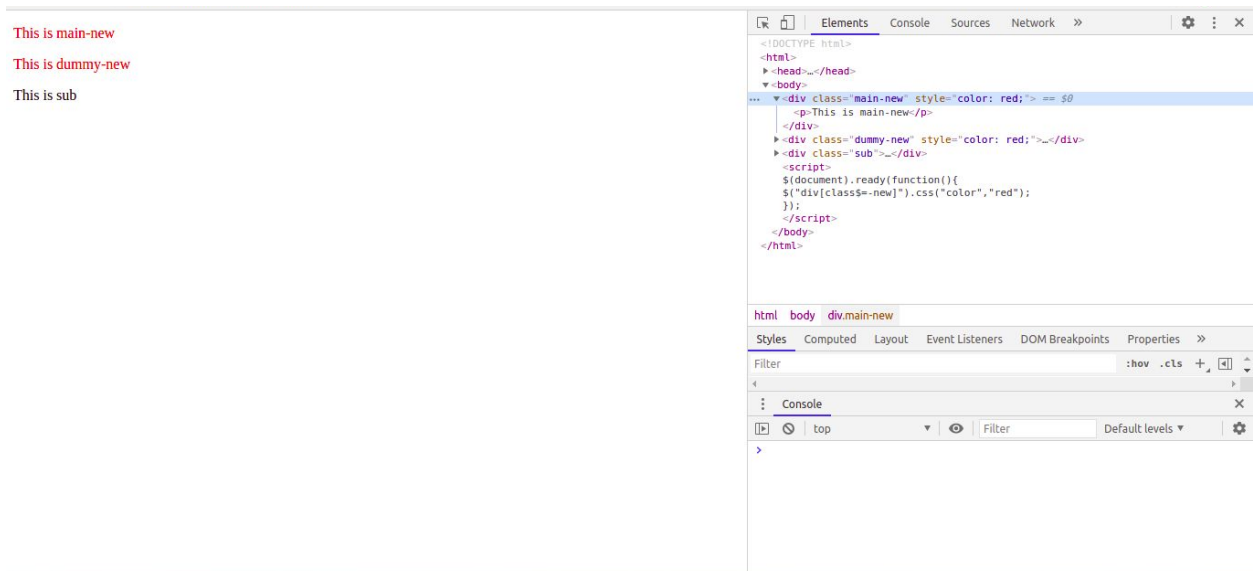 This is main-new
This is dummy-new
This is sub
Elements Console Sources Network »
<!DOCTYPE html>
<html>
<head>…</head>
<body>
<div class="main-new" style="color: red;"> == $0
<p>This is main-new</p>
</div>
<div class="dummy-new" style="color: red;">…</div>
<div class="sub">…</div>
<script>
$(document).ready(function(){
$("div[class$=-new]").css("color","red");
});
</script>
</body>
</html>
html body div.main-new
Styles Computed Layout Event Listeners DOM Breakpoints Properties »
Filter :hov .cls +
Console
top Filter Default levels